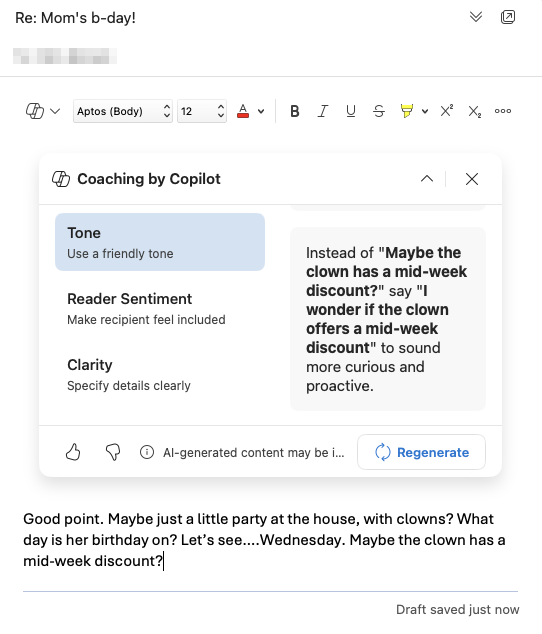 Re: Mom's b-day!
Aptos (Body)
12
A
B I U S X² X₂
Coaching by Copilot
Tone
Use a friendly tone
Reader Sentiment
Make recipient feel included
Clarity
Specify details clearly
Instead of "Maybe the
clown has a mid-week
discount?" say "I
wonder if the clown
offers a mid-week
discount" to sound
more curious and
proactive.
AI-generated content may be i...
Regenerate
Good point. Maybe just a little party at the house, with clowns? What
day is her birthday on? Let's see....Wednesday. Maybe the clown has a
mid-week discount?
Draft saved just now